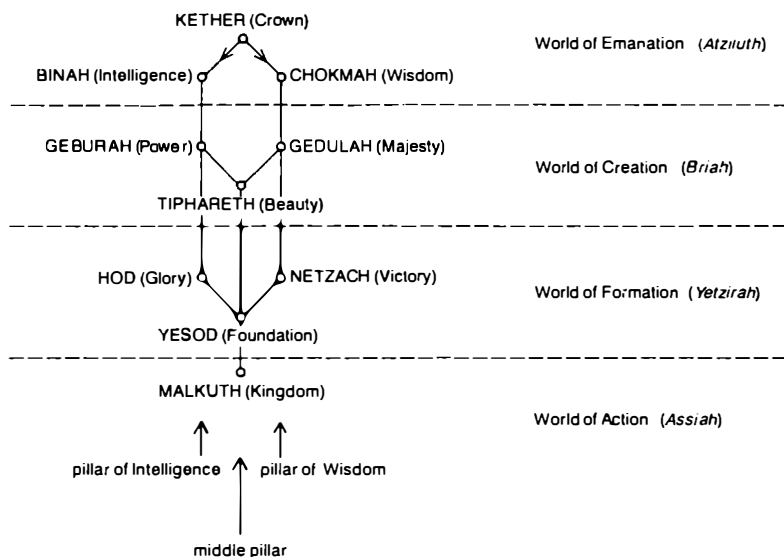 KETHER (Crown)
World of Emanation (Atziluth)
BINAH (Intelligence)
CHOKMAH (Wisdom)
GEBURAH (Power)
GEDULAH (Majesty)
World of Creation (Briah)
TIPHARETH (Beauty)
HOD (Glory)
NETZACH (Victory)
World of Formation (Yetzirah)
YESOD (Foundation)
MALKUTH (Kingdom)
World of Action (Assiah)
pillar of Intelligence
pillar of Wisdom
middle pillar